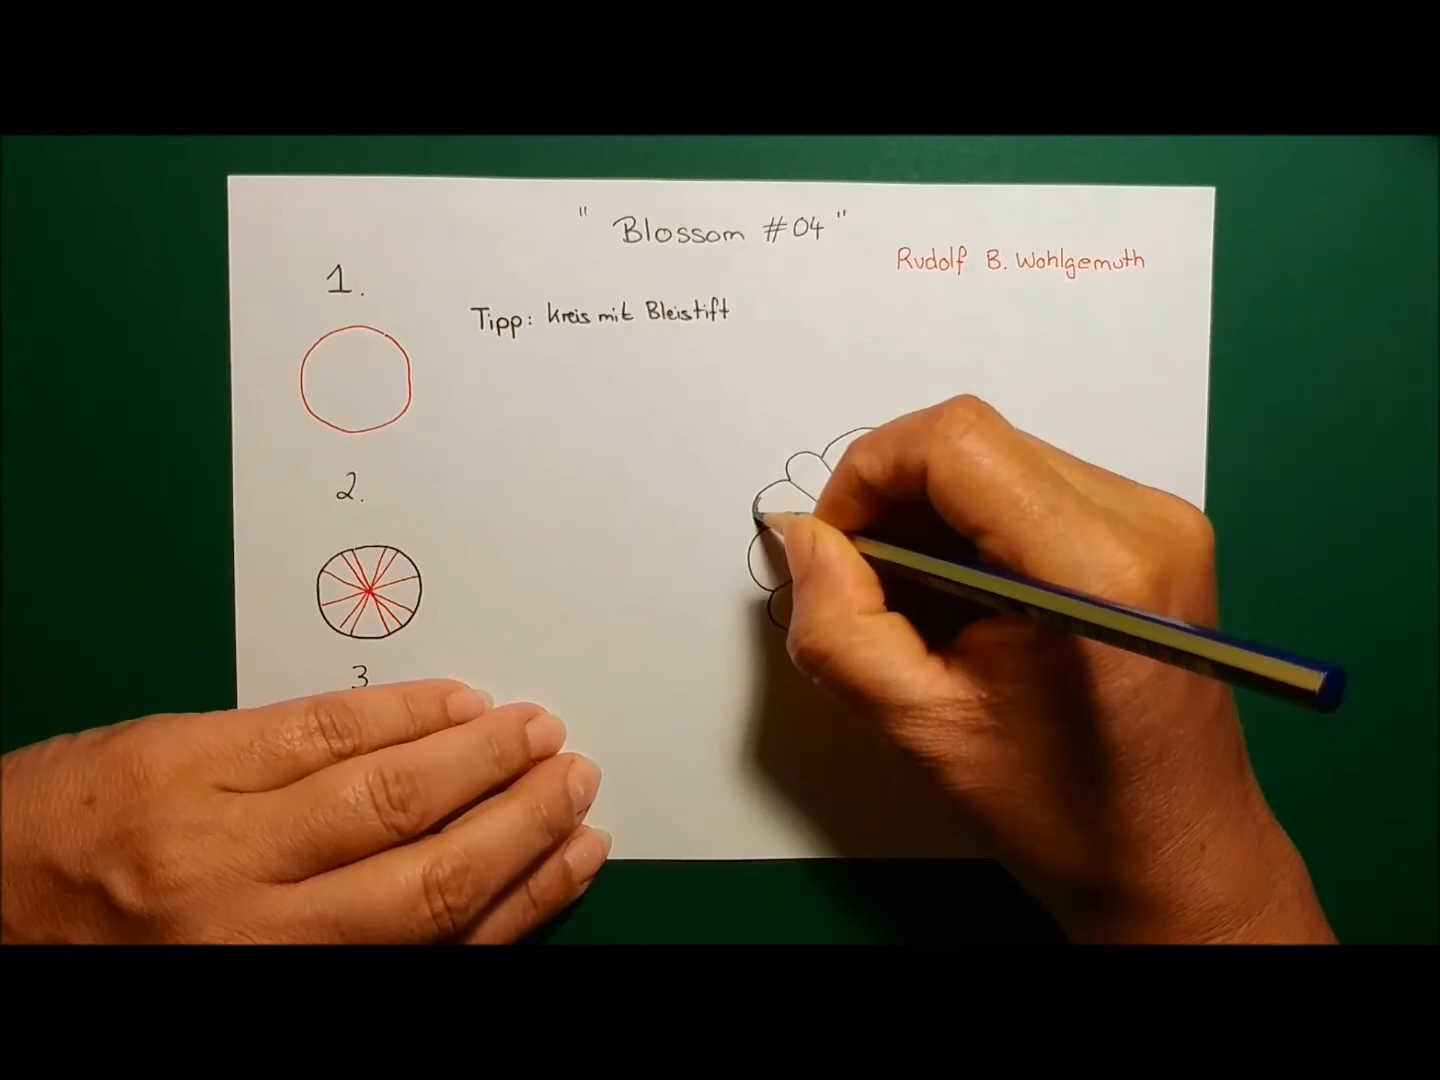 " Blossom #04 "
Rudolf B. Wohlgemuth
1.
Tipp: Kreis mit Bleistift
2.
3